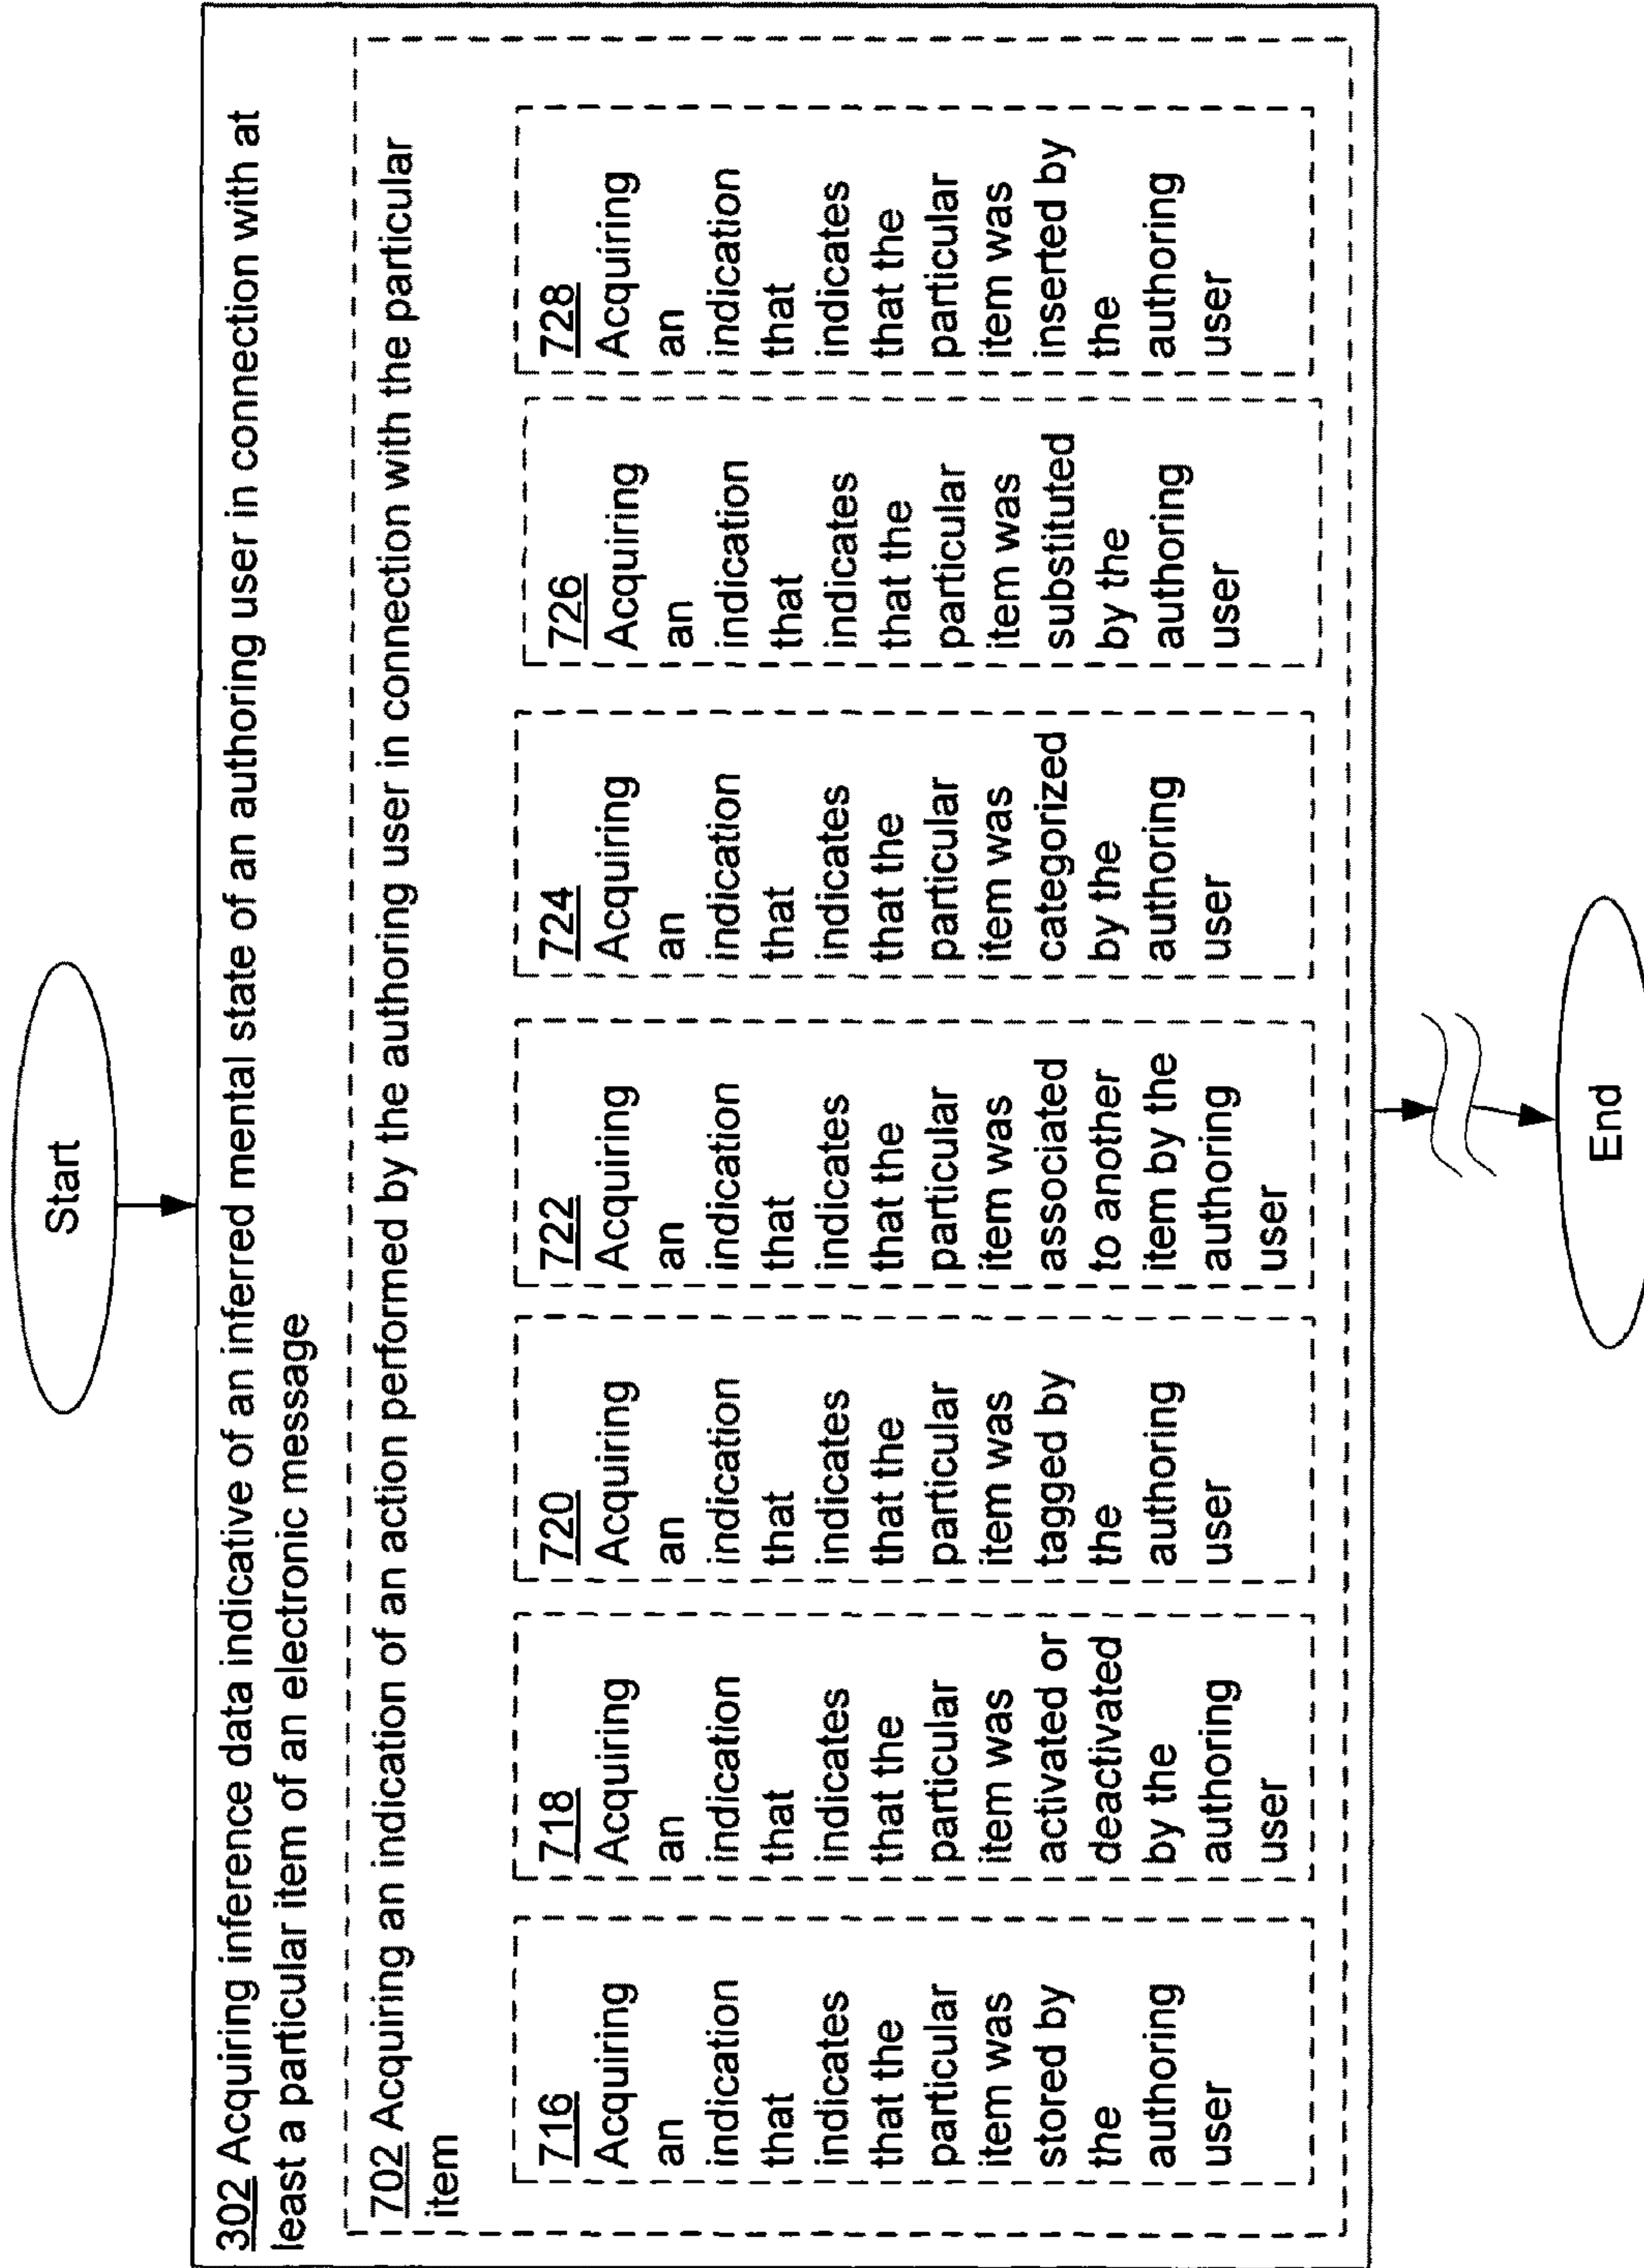 Start
302 Acquiring inference data indicative of an inferred mental state of an authoring user in connection with at
least a particular item of an electronic message
702 Acquiring an indication of an action performed by the authoring user in connection with the particular
item
716
Acquiring
an
indication
that
indicates
that the
particular
item was
stored by
the
authoring
user
718
Acquiring
an
indication
that
indicates
that the
particular
item was
activated or
deactivated
by the
authoring
user
720
Acquiring
an
indication
that
indicates
that the
particular
item was
tagged by
the
authoring
user
722
Acquiring
an
indication
that
indicates
that the
particular
item was
associated
to another
item by the
authoring
user
724
Acquiring
an
indication
that
indicates
that the
particular
item was
categorized
by the
authoring
user
726
Acquiring
an
indication
that
indicates
that the
particular
item was
substituted
by the
authoring
user
728
Acquiring
an
indication
that
indicates
that the
particular
item was
inserted by
the
authoring
user
End